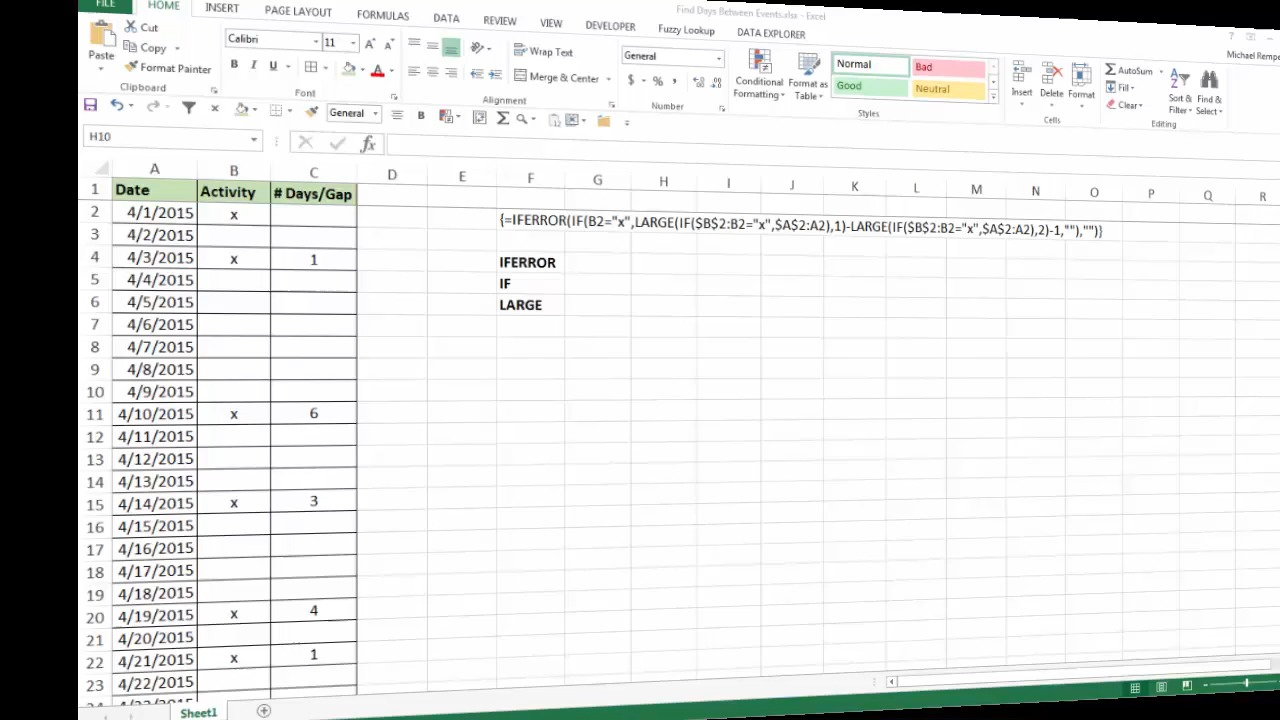 Find Days Between Events.xlsx - Excel
FILE HOME INSERT PAGE LAYOUT FORMULAS DATA REVIEW VIEW DEVELOPER Fuzzy Lookup DATA EXPLORER
Michael Rempe
Paste Cut Copy Format Painter
Calibri 11
B I U A
Wrap Text
Merge & Center
General
$ % ,
Conditional Formatting
Format as Table
Normal Bad
Good Neutral
Insert Delete Format
AutoSum
Fill
Clear
Sort & Filter
Find & Select
Clipboard Font Alignment Number Styles Cells Editing
General
B
H10 fx
A B C D E F G H I J K L M N O P Q R
1 Date Activity # Days/Gap
2 4/1/2015 x {=IFERROR(IF(B2="x",LARGE(IF($B$2:B2="x",$A$2:A2),1)-LARGE(IF($B$2:B2="x",$A$2:A2),2)-1,""),"")}
3 4/2/2015
4 4/3/2015 x 1 IFERROR
5 4/4/2015 IF
6 4/5/2015 LARGE
7 4/6/2015
8 4/7/2015
9 4/8/2015
10 4/9/2015
11 4/10/2015 x 6
12 4/11/2015
13 4/12/2015
14 4/13/2015
15 4/14/2015 x 3
16 4/15/2015
17 4/16/2015
18 4/17/2015
19 4/18/2015
20 4/19/2015 x 4
21 4/20/2015
22 4/21/2015 x 1
23 4/22/2015
Sheet1